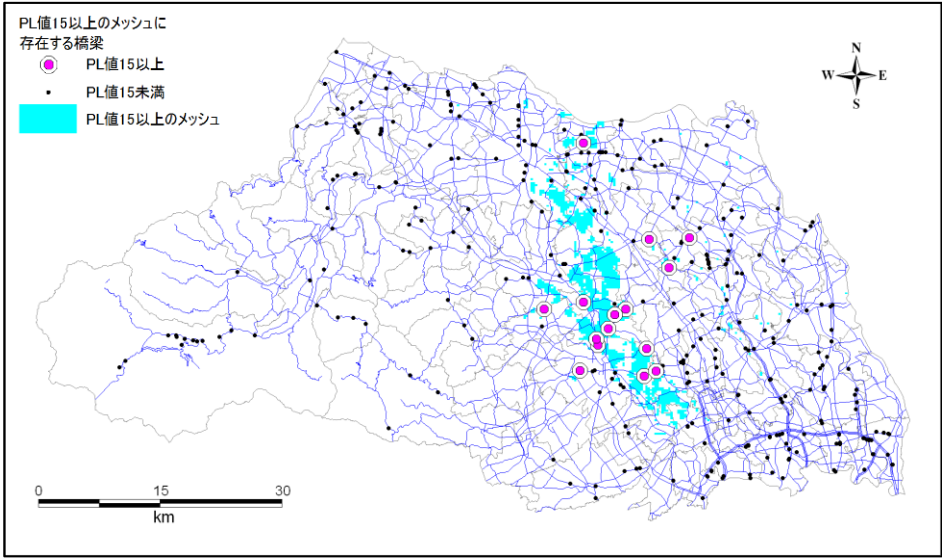 PL値15以上のメッシュに
存在する橋梁
PL値15以上
PL値15未満
PL値15以上のメッシュ
N
W E
S
0 15 30
km